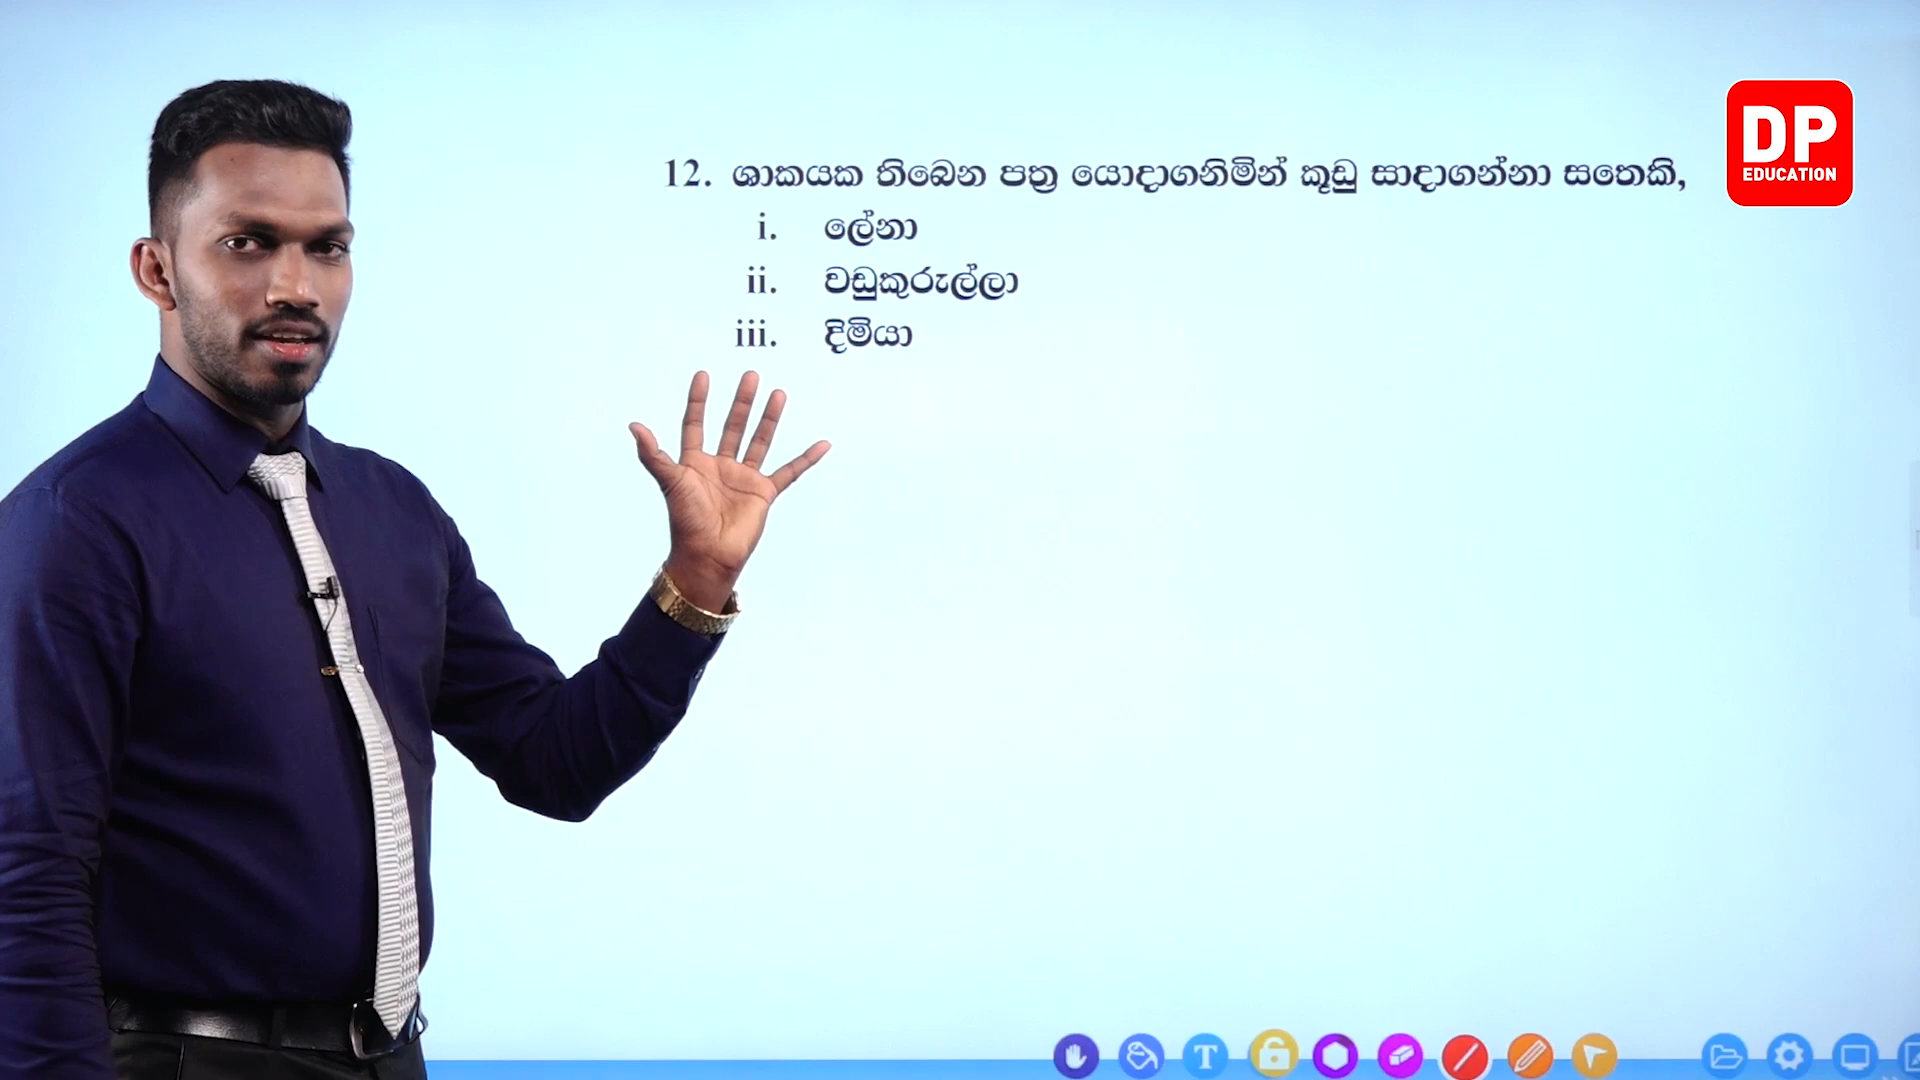 DP
EDUCATION
12. ශාකයක තිබෙන පත්‍ර යොදාගනිමින් කූඩු සාදාගන්නා සතෙකි,
i. ලේනා
ii. වඩුකුරුල්ලා
iii. දිමියා
T